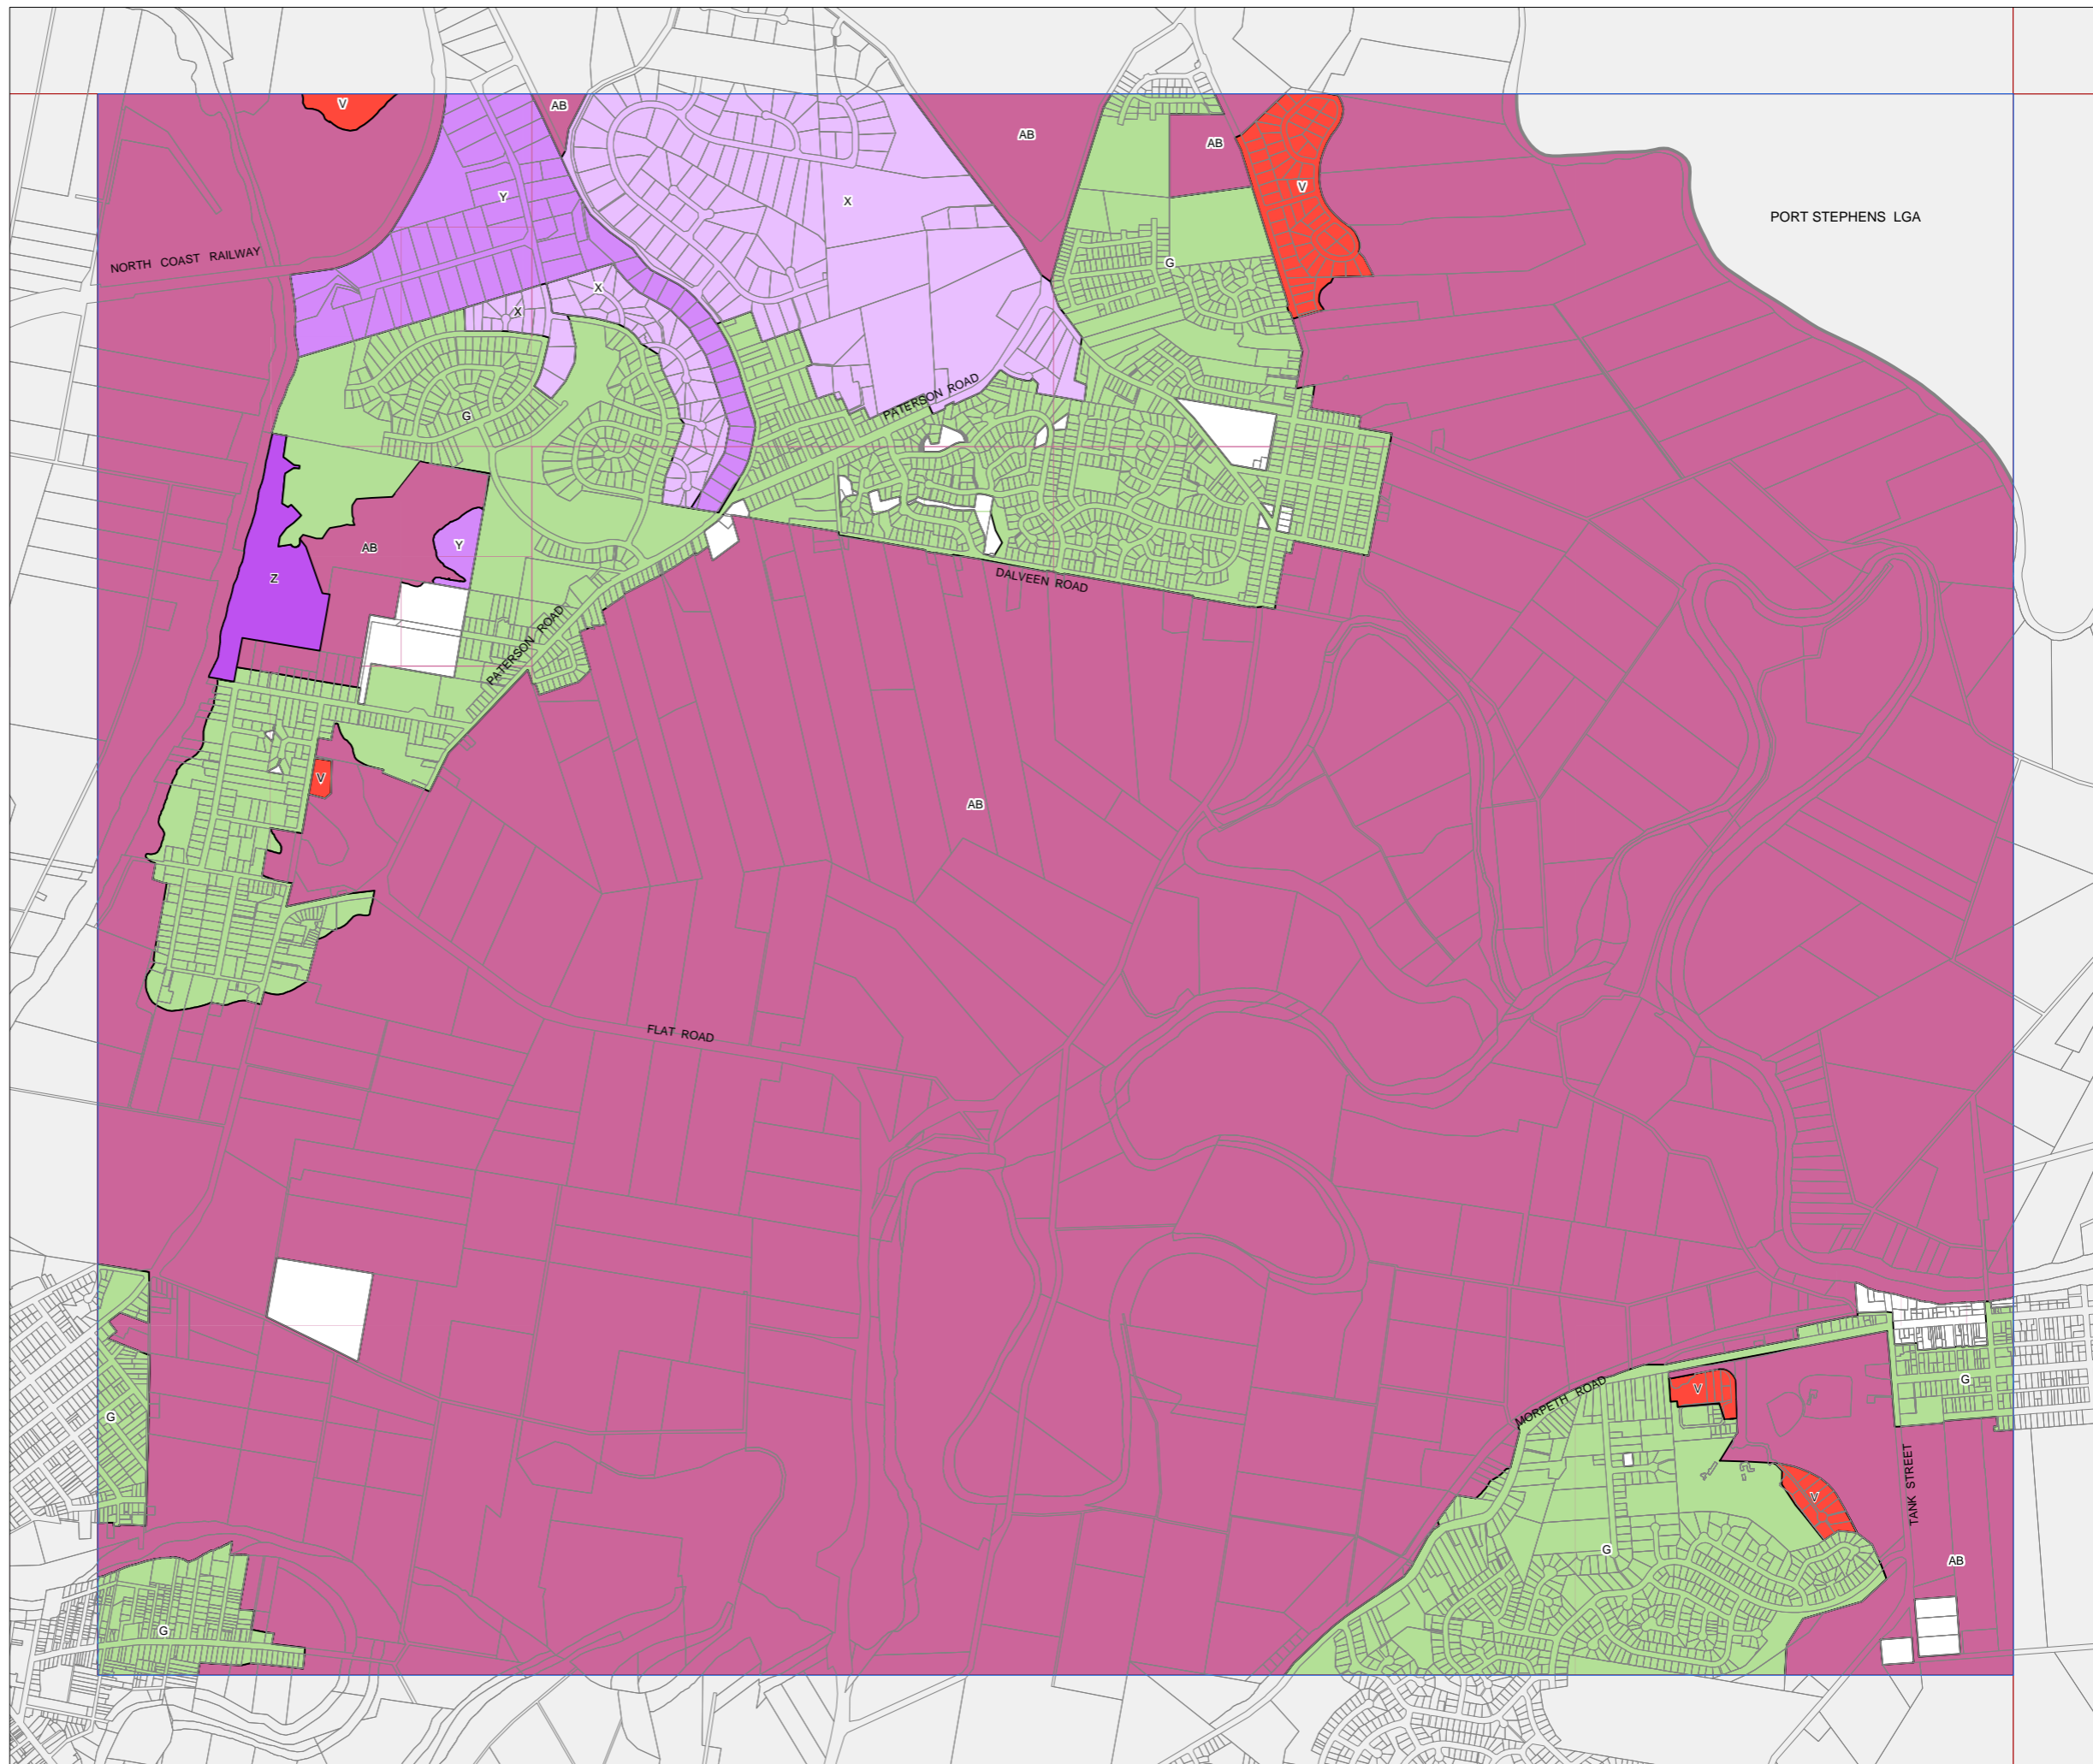 V
AB
AB
AB
Y
X
V
PORT STEPHENS LGA
NORTH COAST RAILWAY
G
X
X
PATERSON ROAD
G
AB
Y
Z
DALVEEN ROAD
PATERSON ROAD
V
AB
FLAT ROAD
G
MORPETH ROAD
V
G
TANK STREET
V
G
AB
G